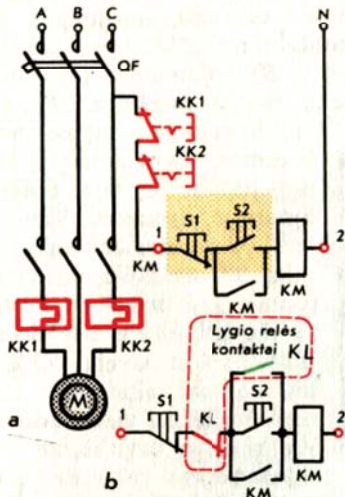 A B C N
QF
KK1
KK2
1 S1 S2 2
KM
KM
KM
KK1 KK2
Lygio relės
kontaktai KL
M
a
1 S1 KL S2 2
KM
b
KM